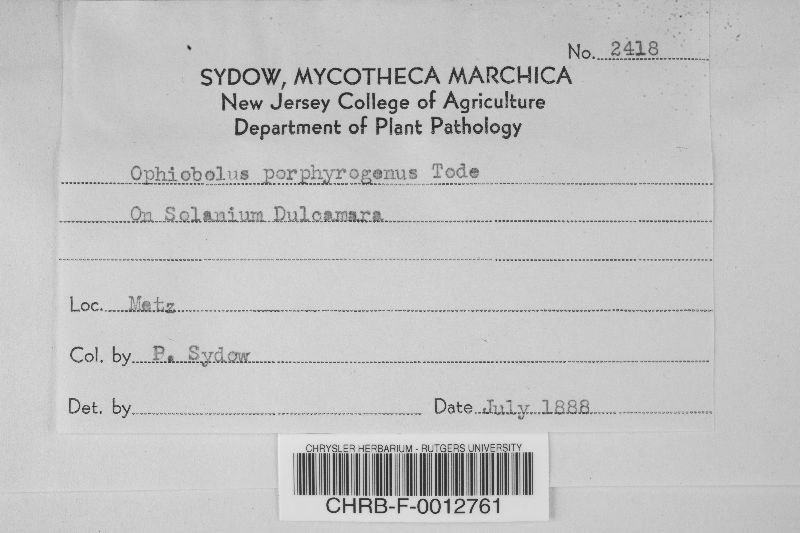 No. 2418
SYDOW, MYCOTHECA MARCHICA
New Jersey College of Agriculture
Department of Plant Pathology
Ophiobolus porphyrogenus Tode
On Solanium Dulcamara
Loc. Metz
Col. by P. Sydow
Det. by
Date July 1888
CHRYSLER HERBARIUM - RUTGERS UNIVERSITY
CHRB-F-0012761